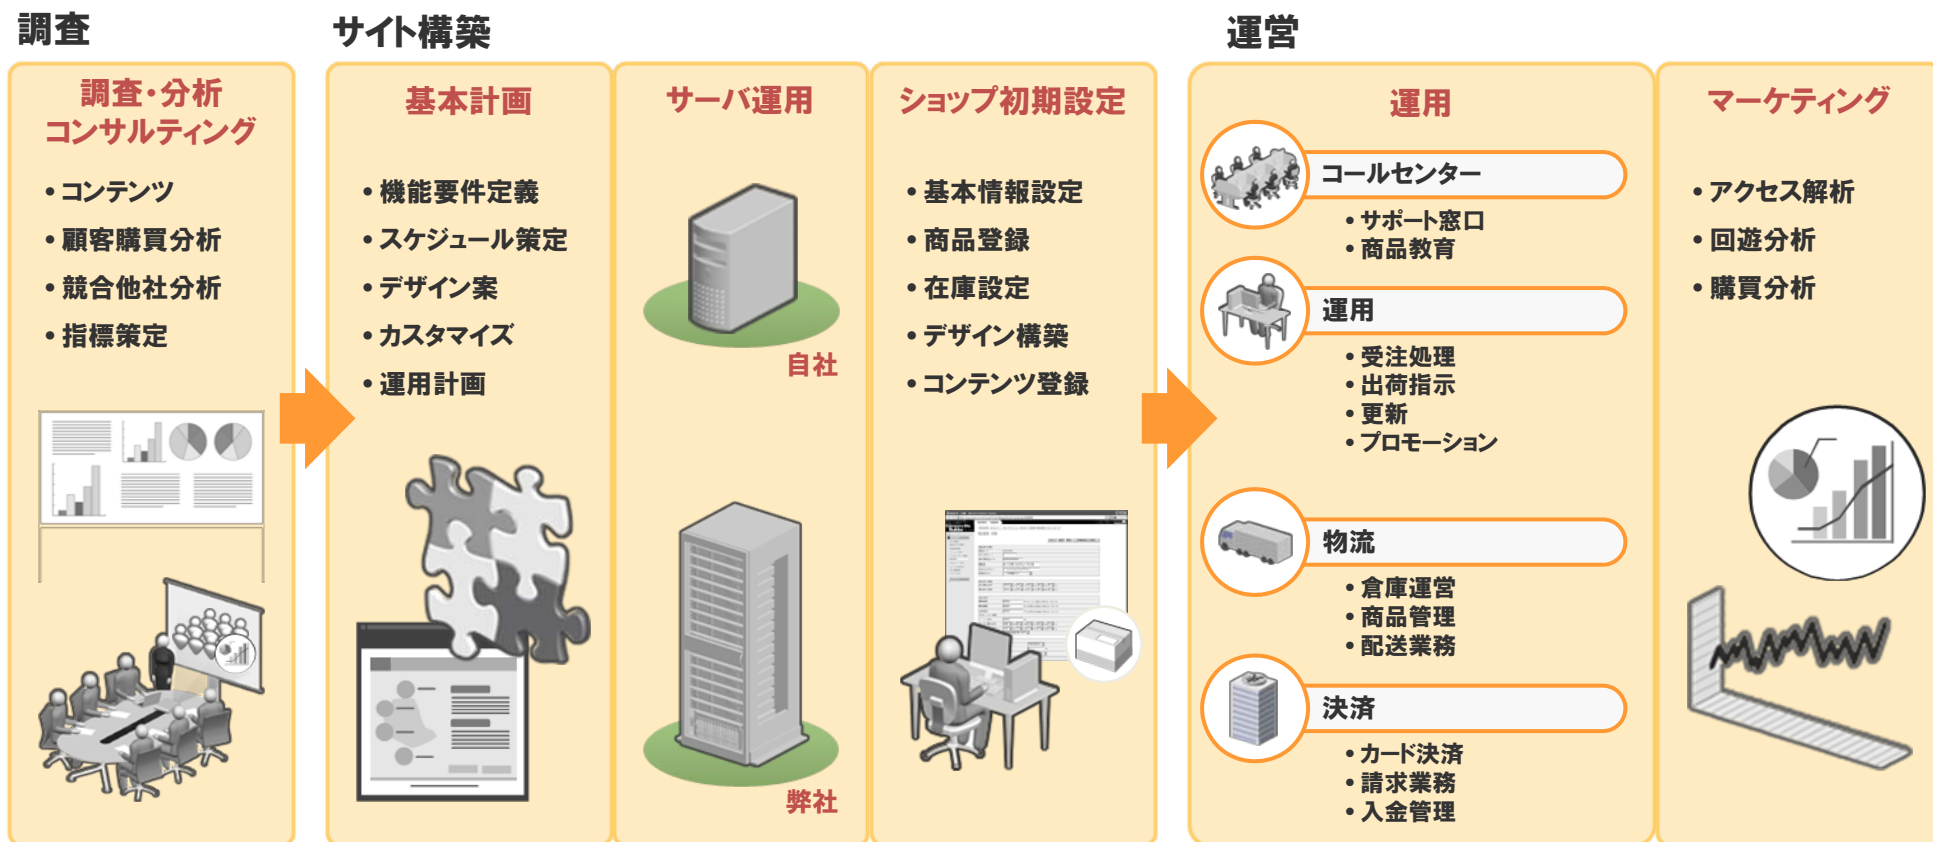 調査
サイト構築
運営
調査・分析
コンサルティング
• コンテンツ
• 顧客購買分析
• 競合他社分析
• 指標策定
基本計画
• 機能要件定義
• スケジュール策定
• デザイン案
• カスタマイズ
• 運用計画
サーバ運用
自社
弊社
ショップ初期設定
• 基本情報設定
• 商品登録
• 在庫設定
• デザイン構築
• コンテンツ登録
運用
コールセンター
• サポート窓口
• 商品教育
運用
• 受注処理
• 出荷指示
• 更新
• プロモーション
物流
• 倉庫運営
• 商品管理
• 配送業務
決済
• カード決済
• 請求業務
• 入金管理
マーケティング
• アクセス解析
• 回遊分析
• 購買分析